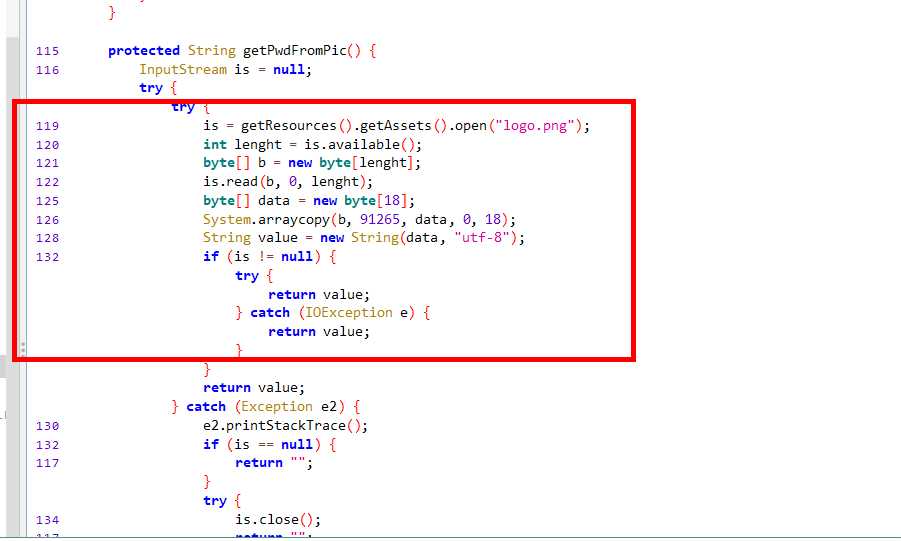 }
115 protected String getPwdFromPic() {
116 InputStream is = null;
try {
try {
119 is = getResources().getAssets().open("logo.png");
120 int lenght = is.available();
121 byte[] b = new byte[lenght];
122 is.read(b, 0, lenght);
125 byte[] data = new byte[18];
126 System.arraycopy(b, 91265, data, 0, 18);
128 String value = new String(data, "utf-8");
132 if (is != null) {
try {
return value;
} catch (IOException e) {
return value;
}
}
return value;
} catch (Exception e2) {
130 e2.printStackTrace();
132 if (is == null) {
117 return "";
}
try {
134 is.close();
117 return "";